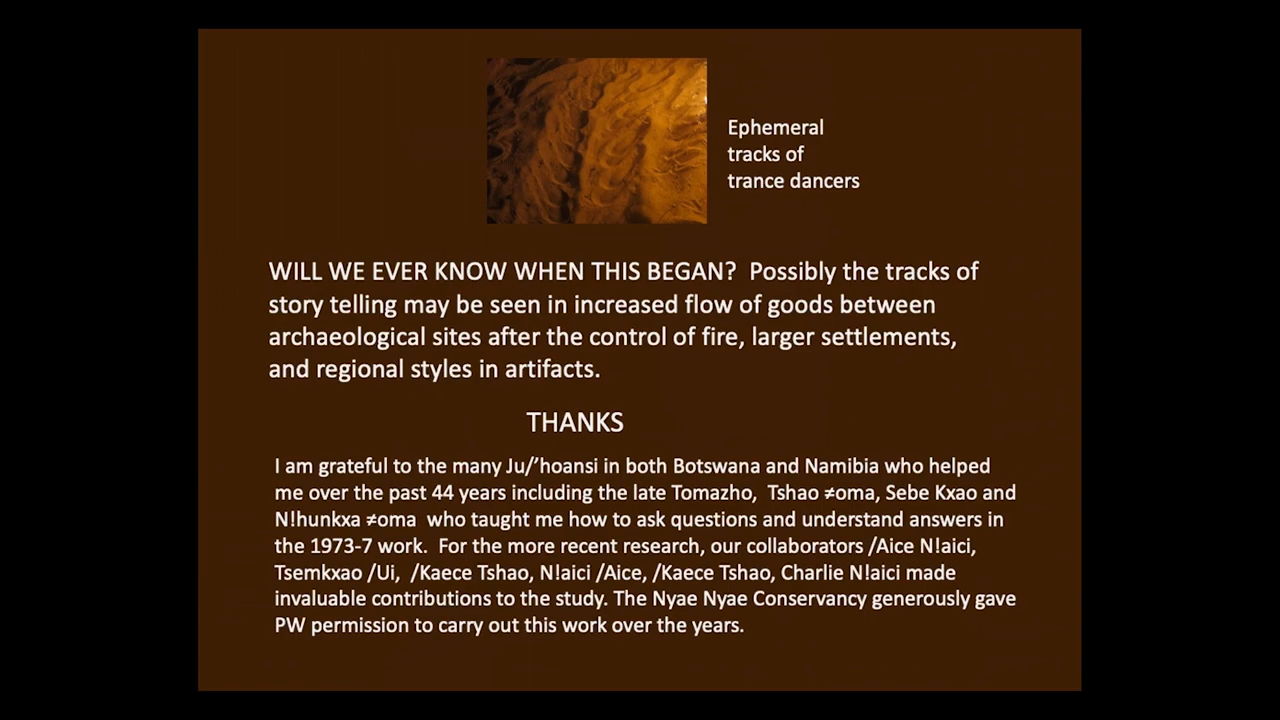 Ephemeral
tracks of
trance dancers
WILL WE EVER KNOW WHEN THIS BEGAN?  Possibly the tracks of
story telling may be seen in increased flow of goods between
archaeological sites after the control of fire, larger settlements,
and regional styles in artifacts.
THANKS
I am grateful to the many Ju/’hoansi in both Botswana and Namibia who helped
me over the past 44 years including the late Tomazho,  Tshao ≠oma, Sebe Kxao and
N!hunkxa ≠oma  who taught me how to ask questions and understand answers in
the 1973-7 work.  For the more recent research, our collaborators /Aice N!aici,
Tsemkxao /Ui,  /Kaece Tshao, N!aici /Aice, /Kaece Tshao, Charlie N!aici made
invaluable contributions to the study. The Nyae Nyae Conservancy generously gave
PW permission to carry out this work over the years.